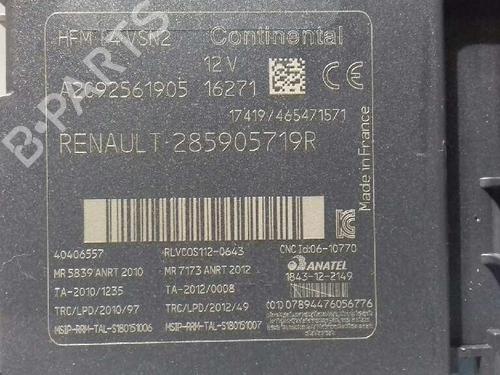 HFM F4 VSN2 Continental
12 V
A2C92561905 16271
17419/465471571
RENAULT 285905719R
Made in France
40406557 RLVCOS112-0643 CNC Id:06-10770
MR 5839 ANRT 2010 MR 7173 ANRT 2012 ANATEL
TA-2010/1235 TA-2012/0008 1843-12-2149
TRC/LPD/2010/97 TRC/LPD/2012/49 (01)07894476056776
MSIP-RRM-TAL-S180151006 MSIP-RRM-TAL-S180151007
B-PARTS